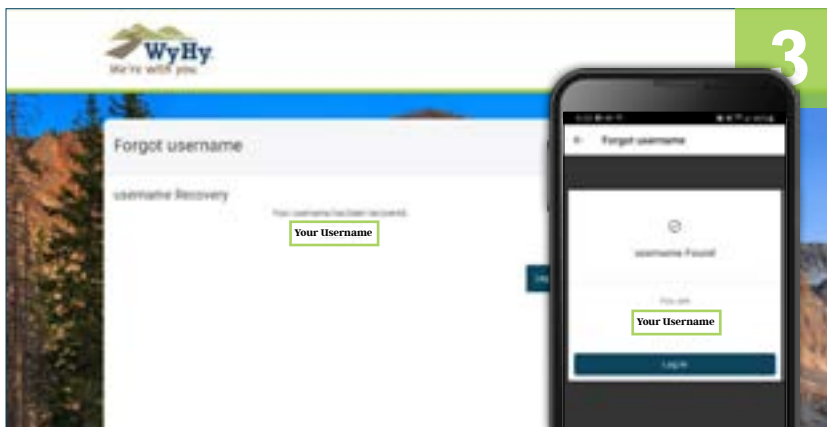 WyHy
We're with you.
3
Forgot username
username Recovery
Your username has been recovered.
Your Username
Forgot username
username Found
You are
Your Username
Log In